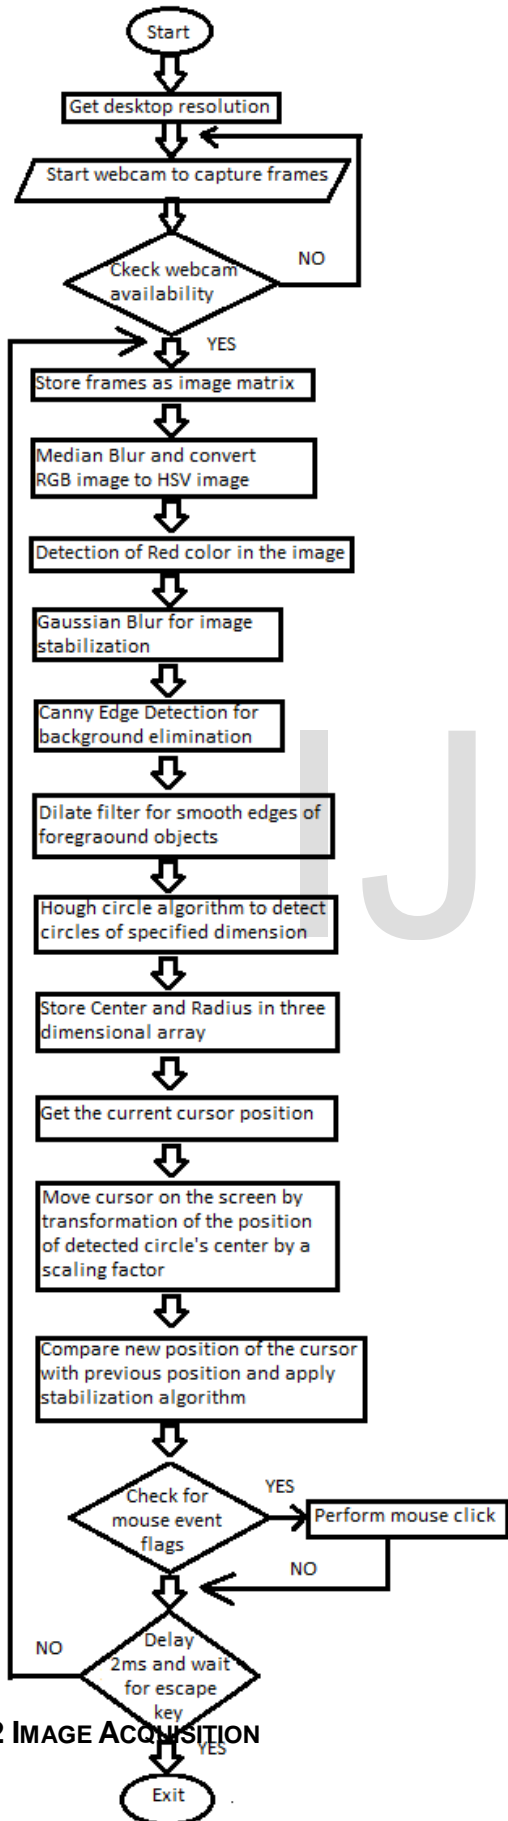 Start
Get desktop resolution
Start webcam to capture frames
NO
Ckeck webcam
availability
YES
Store frames as image matrix
Median Blur and convert
RGB image to HSV image
Detection of Red color in the image
Gaussian Blur for image
stabilization
Canny Edge Detection for
background elimination
IJ
Dilate filter for smooth edges of
foregraound objects
Hough circle algorithm to detect
circles of specified dimension
Store Center and Radius in three
dimensional array
Get the current cursor position
Move cursor on the screen by
transformation of the position
of detected circle's center by a
scaling factor
Compare new position of the cursor
with previous position and apply
stabilization algorithm
Check for
mouse event
flags
YES
Perform mouse click
NO
Delay
2ms and wait
for escape
key
NO
2 IMAGE ACQUISITION
YES
Exit
.